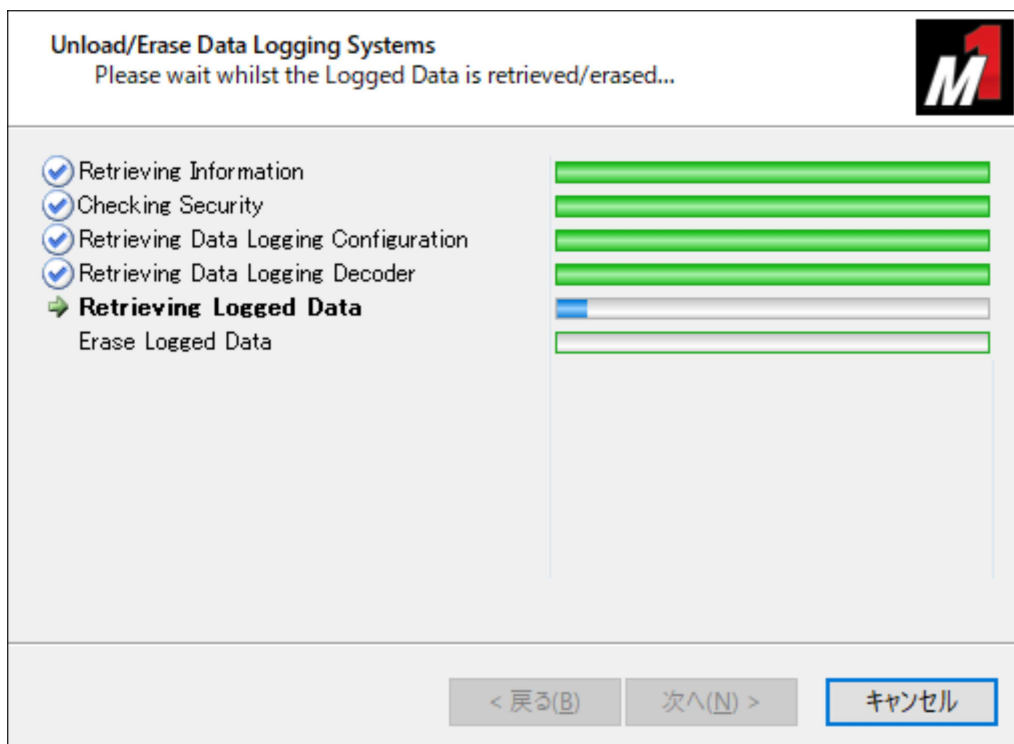 Unload/Erase Data Logging Systems
Please wait whilst the Logged Data is retrieved/erased...
M1
Retrieving Information
Checking Security
Retrieving Data Logging Configuration
Retrieving Data Logging Decoder
Retrieving Logged Data
Erase Logged Data
< 戻る(B) 次へ(N) > キャンセル